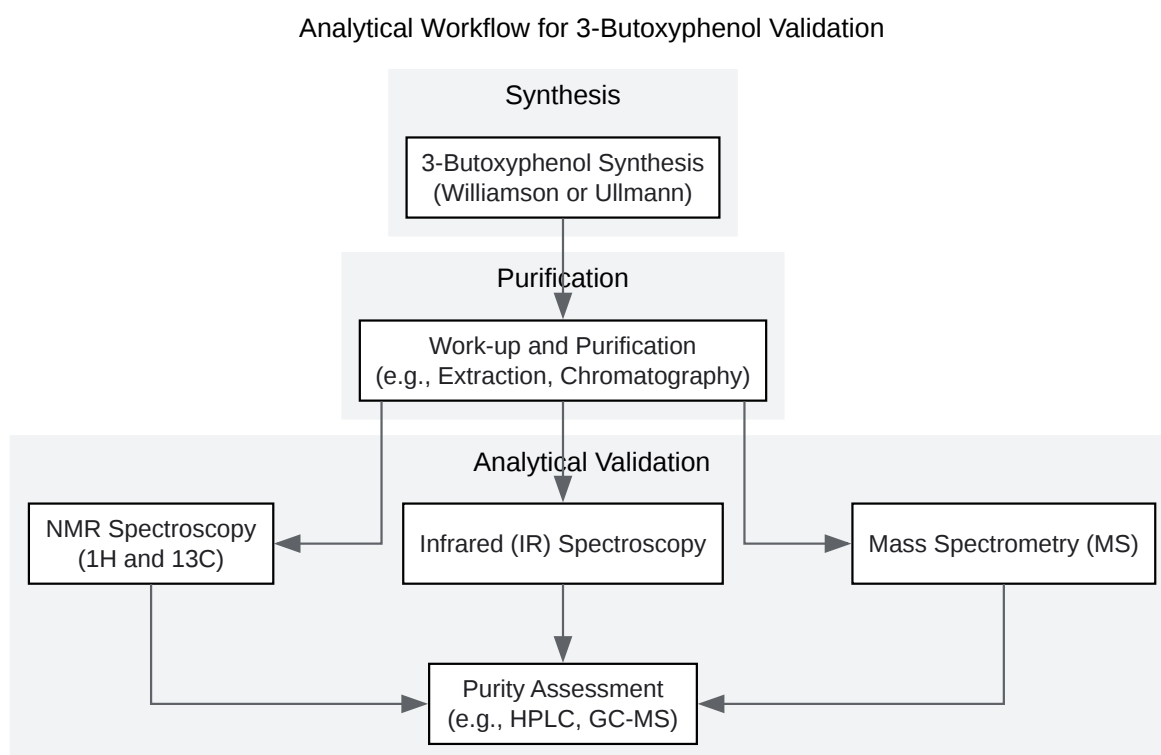 Analytical Workflow for 3-Butoxyphenol Validation
Synthesis
3-Butoxyphenol Synthesis
(Williamson or Ullmann)
Purification
Work-up and Purification
(e.g., Extraction, Chromatography)
Analytical Validation
NMR Spectroscopy
(1H and 13C)
Infrared (IR) Spectroscopy
Mass Spectrometry (MS)
Purity Assessment
(e.g., HPLC, GC-MS)